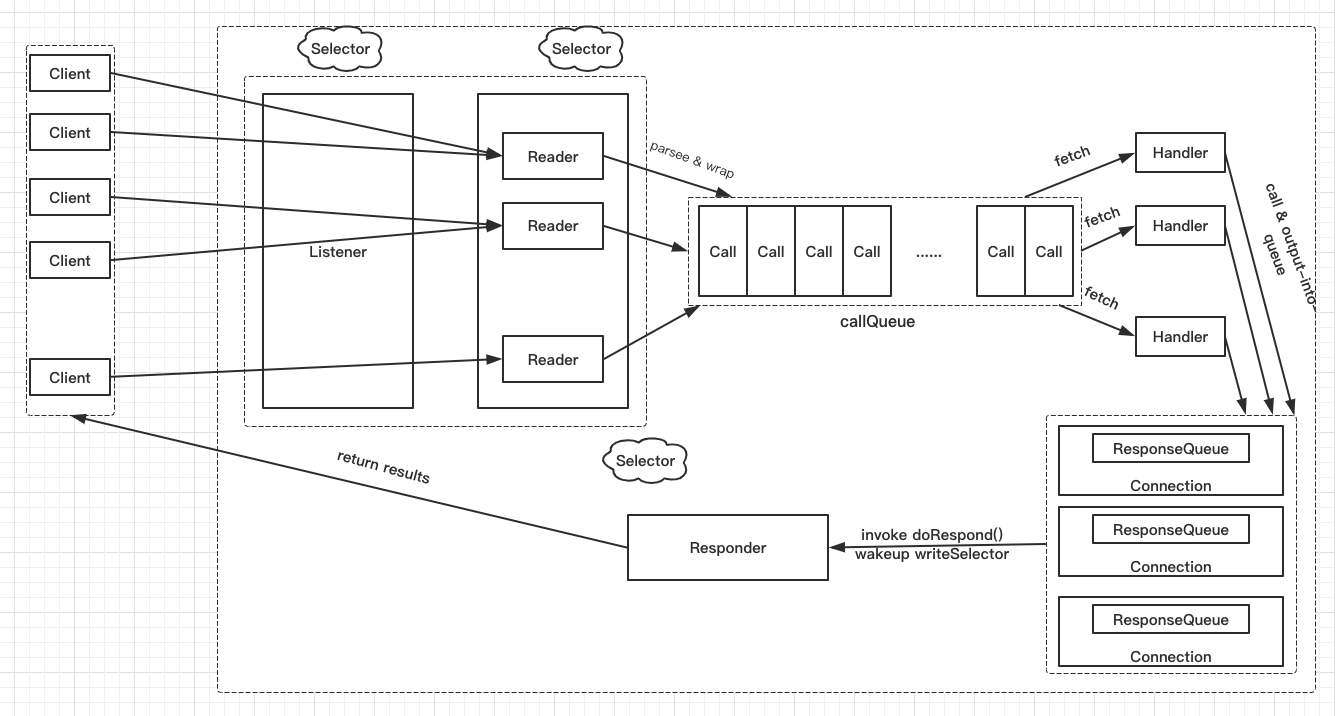 Selector
Selector
Client
Client
Client
Client
Client
Listener
Reader
Reader
Reader
parsee & wrap
Call
Call
Call
Call
......
Call
Call
callQueue
fetch
fetch
fetch
Handler
Handler
Handler
call & output-into-
queue
return results
Selector
Responder
invoke doRespond()
wakeup writeSelector
ResponseQueue
Connection
ResponseQueue
Connection
ResponseQueue
Connection